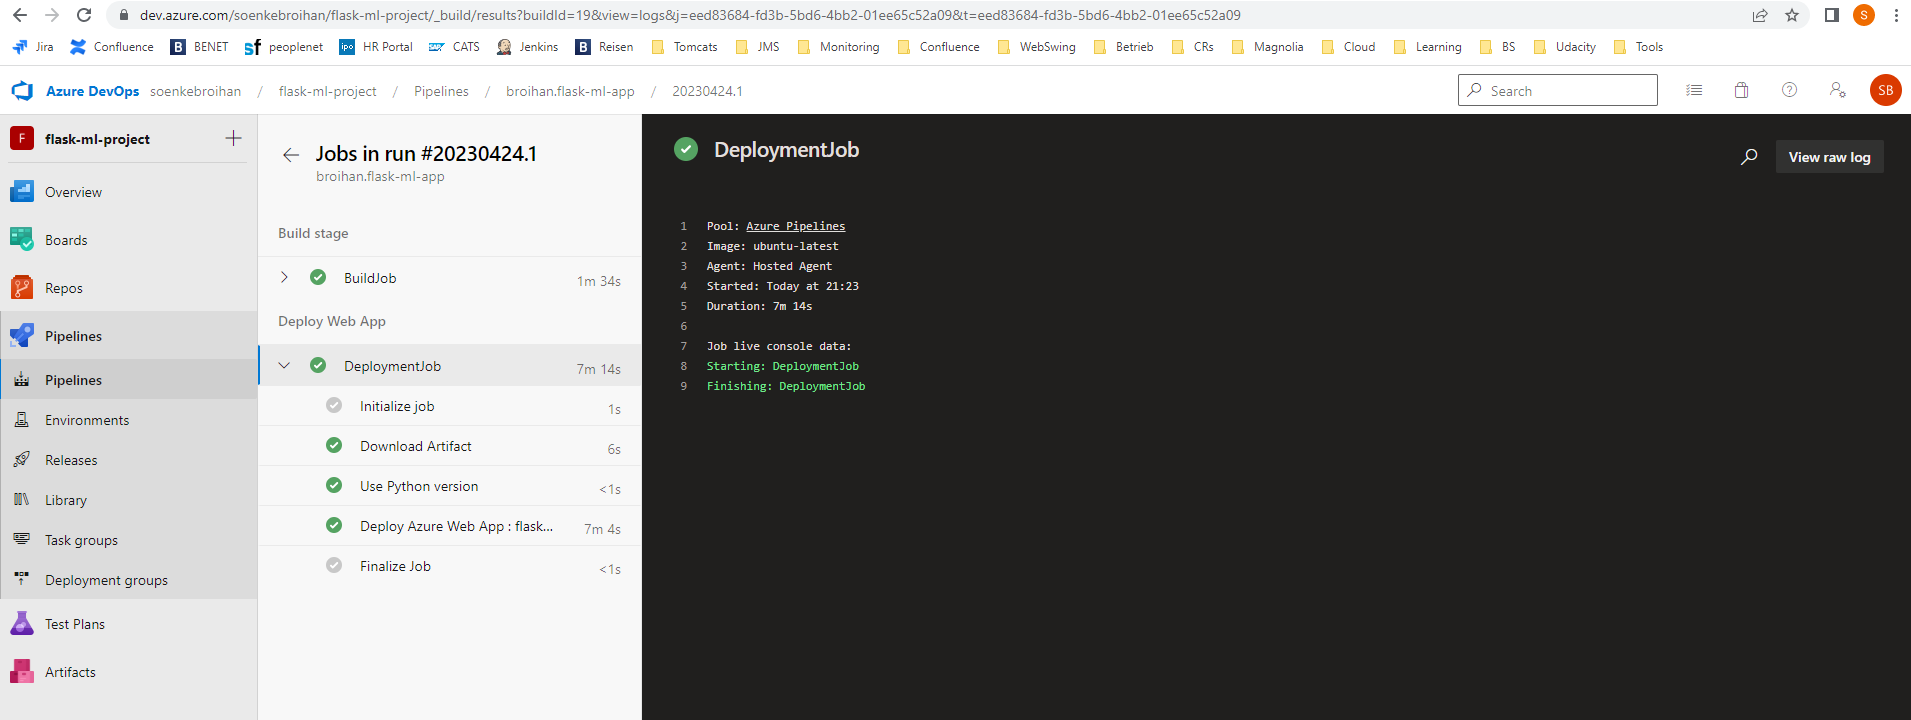 dev.azure.com/soenkebroihan/flask-ml-project/_build/results?buildId=19&view=logs&j=eed83684-fd3b-5bd6-4bb2-01ee65c52a09&t=eed83684-fd3b-5bd6-4bb2-01ee65c52a09
S
Jira Confluence B BENET sf peoplenet ipo HR Portal SAP CATS Jenkins B Reisen Tomcats JMS Monitoring Confluence WebSwing Betrieb CRs Magnolia Cloud Learning BS Udacity Tools
Azure DevOps soenkebroihan / flask-ml-project / Pipelines / broihan.flask-ml-app / 20230424.1 Search SB
F flask-ml-project
Overview
Boards
Repos
Pipelines
Pipelines
Environments
Releases
Library
Task groups
Deployment groups
Test Plans
Artifacts
Jobs in run #20230424.1
broihan.flask-ml-app
Build stage
BuildJob 1m 34s
Deploy Web App
DeploymentJob 7m 14s
Initialize job 1s
Download Artifact 6s
Use Python version <1s
Deploy Azure Web App : flask... 7m 4s
Finalize Job <1s
DeploymentJob
View raw log
1 Pool: Azure Pipelines
2 Image: ubuntu-latest
3 Agent: Hosted Agent
4 Started: Today at 21:23
5 Duration: 7m 14s
6
7 Job live console data:
8 Starting: DeploymentJob
9 Finishing: DeploymentJob